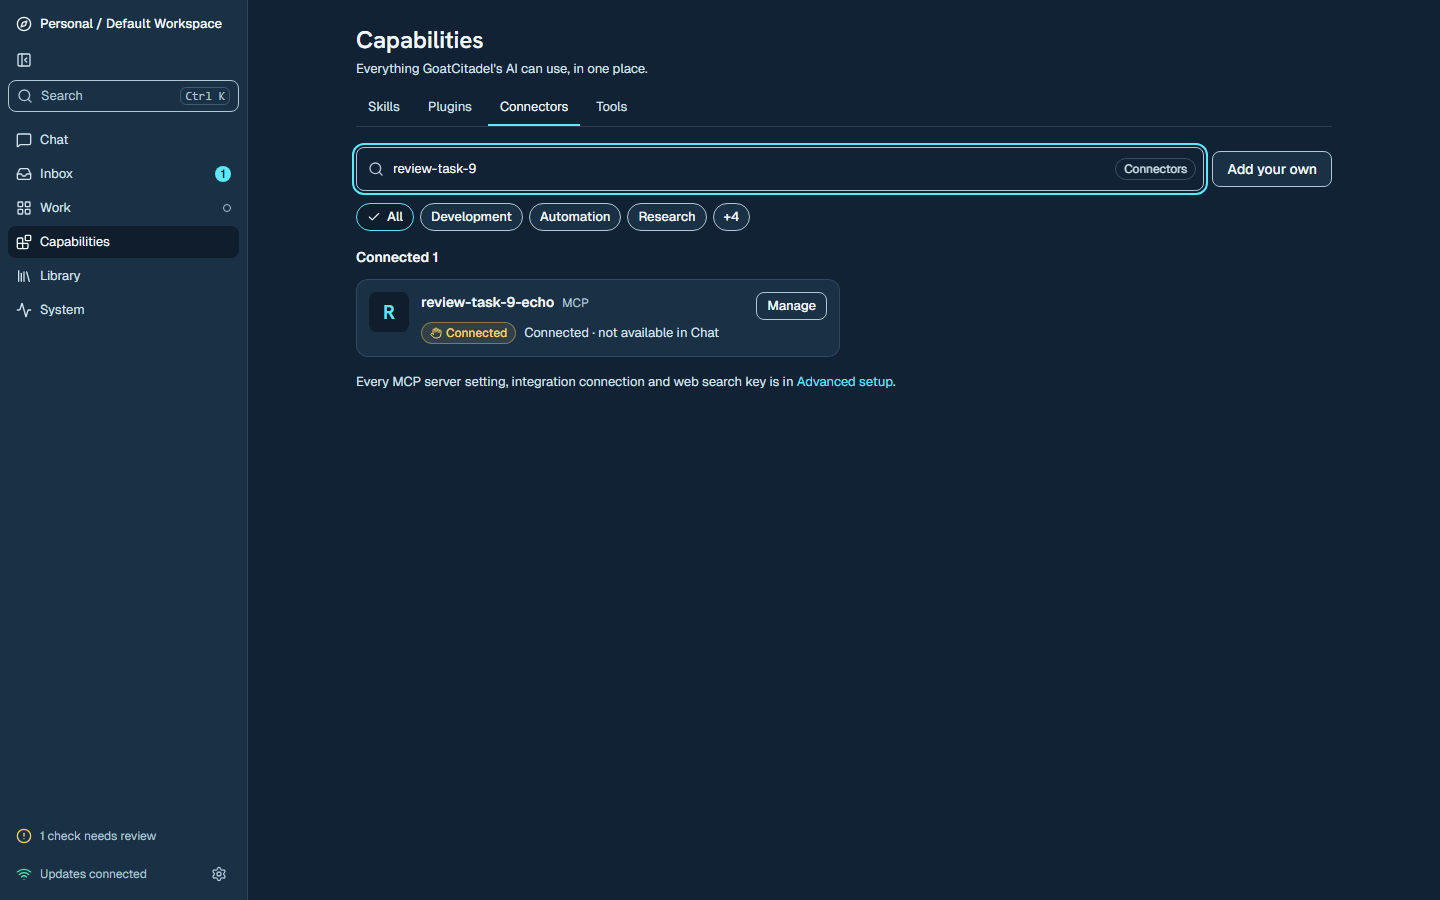 Personal / Default Workspace
Search Ctrl K
Chat
Inbox 1
Work
Capabilities
Library
System
1 check needs review
Updates connected
Capabilities
Everything GoatCitadel's AI can use, in one place.
Skills Plugins Connectors Tools
review-task-9 Connectors Add your own
All Development Automation Research +4
Connected 1
R
review-task-9-echo MCP Manage
Connected Connected · not available in Chat
Every MCP server setting, integration connection and web search key is in Advanced setup.